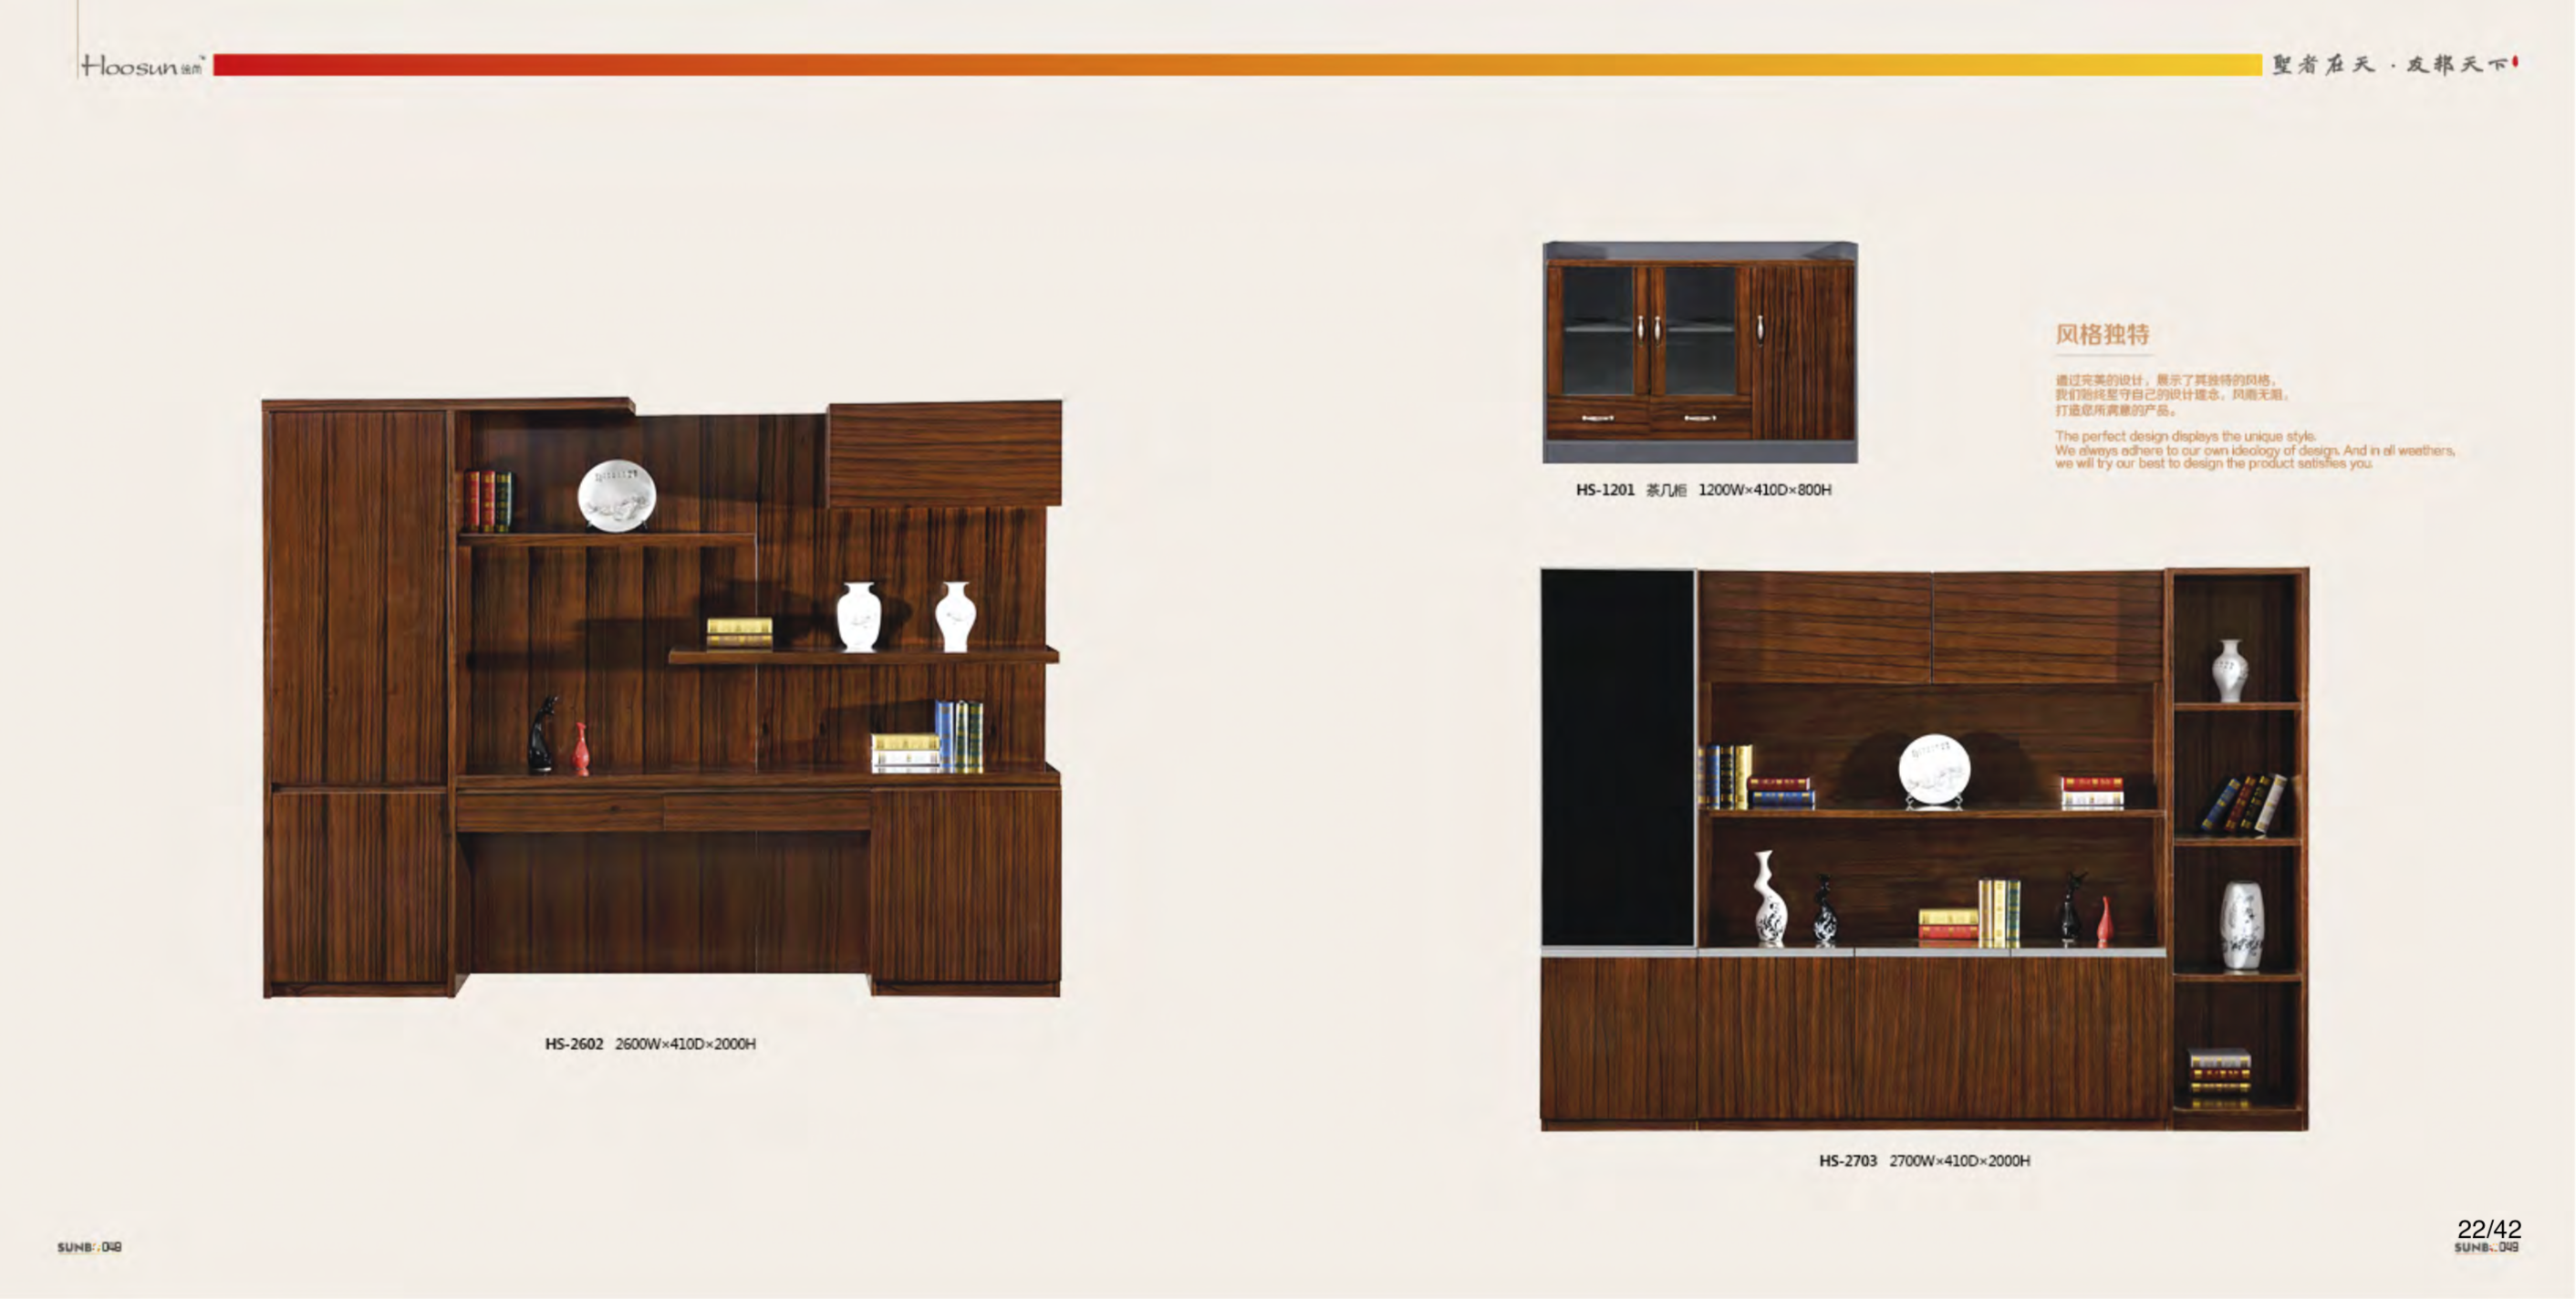 Hoosun
聖者在天 · 友邦天下
HS-1201 茶几柜 1200W×410D×800H
风格独特
通过完美的设计，展示了其独特的风格，
我们始终坚守自己的设计理念，风雨无阻，
打造您所满意的产品。
The perfect design displays the unique style.
We always adhere to our own ideology of design. And in all weathers,
we will try our best to design the product satisfies you.
HS-2602 2600W×410D×2000H
HS-2703 2700W×410D×2000H
SUNB 048
22/42
SUNB 049